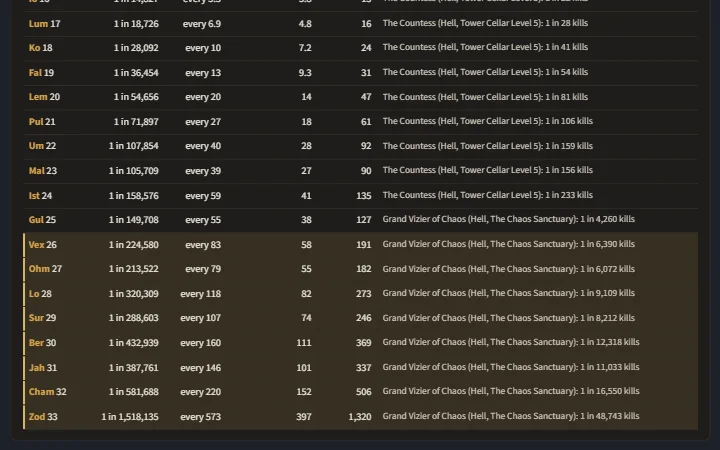 Lum 17 1 in 18,726 every 6.9 4.8 16 The Countess (Hell, Tower Cellar Level 5): 1 in 28 kills
Ko 18 1 in 28,092 every 10 7.2 24 The Countess (Hell, Tower Cellar Level 5): 1 in 41 kills
Fal 19 1 in 36,454 every 13 9.3 31 The Countess (Hell, Tower Cellar Level 5): 1 in 54 kills
Lem 20 1 in 54,656 every 20 14 47 The Countess (Hell, Tower Cellar Level 5): 1 in 81 kills
Pul 21 1 in 71,897 every 27 18 61 The Countess (Hell, Tower Cellar Level 5): 1 in 106 kills
Um 22 1 in 107,854 every 40 28 92 The Countess (Hell, Tower Cellar Level 5): 1 in 159 kills
Mal 23 1 in 105,709 every 39 27 90 The Countess (Hell, Tower Cellar Level 5): 1 in 156 kills
Ist 24 1 in 158,576 every 59 41 135 The Countess (Hell, Tower Cellar Level 5): 1 in 233 kills
Gul 25 1 in 149,708 every 55 38 127 Grand Vizier of Chaos (Hell, The Chaos Sanctuary): 1 in 4,260 kills
Vex 26 1 in 224,580 every 83 58 191 Grand Vizier of Chaos (Hell, The Chaos Sanctuary): 1 in 6,390 kills
Ohm 27 1 in 213,522 every 79 55 182 Grand Vizier of Chaos (Hell, The Chaos Sanctuary): 1 in 6,072 kills
Lo 28 1 in 320,309 every 118 82 273 Grand Vizier of Chaos (Hell, The Chaos Sanctuary): 1 in 9,109 kills
Sur 29 1 in 288,603 every 107 74 246 Grand Vizier of Chaos (Hell, The Chaos Sanctuary): 1 in 8,212 kills
Ber 30 1 in 432,939 every 160 111 369 Grand Vizier of Chaos (Hell, The Chaos Sanctuary): 1 in 12,318 kills
Jah 31 1 in 387,761 every 146 101 337 Grand Vizier of Chaos (Hell, The Chaos Sanctuary): 1 in 11,033 kills
Cham 32 1 in 581,688 every 220 152 506 Grand Vizier of Chaos (Hell, The Chaos Sanctuary): 1 in 16,550 kills
Zod 33 1 in 1,518,135 every 573 397 1,320 Grand Vizier of Chaos (Hell, The Chaos Sanctuary): 1 in 48,743 kills